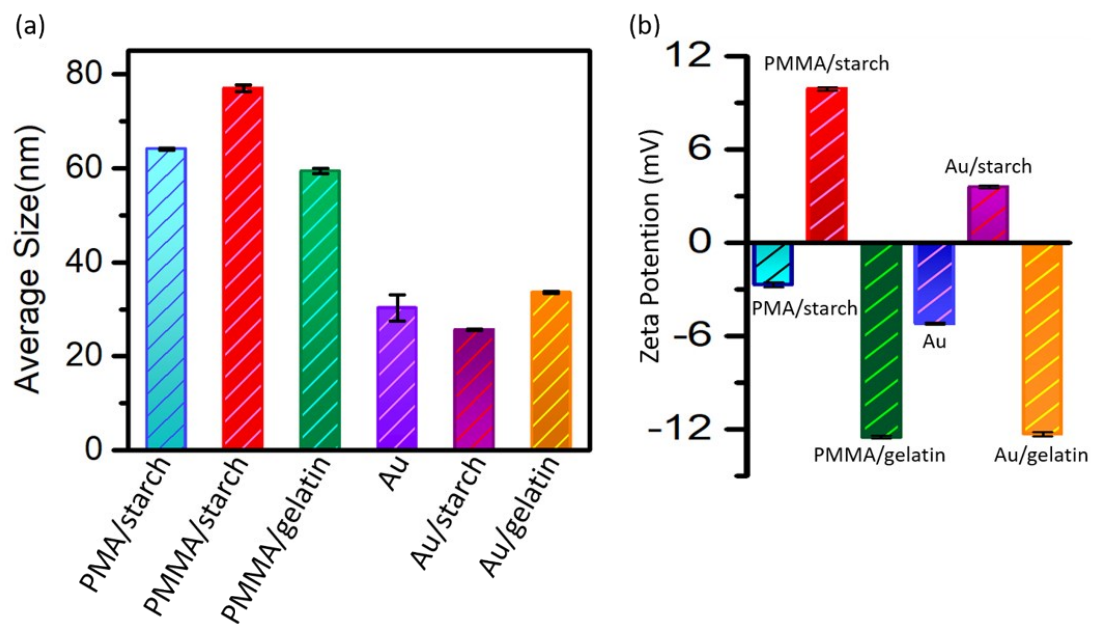 (a)
Average Size(nm)
80
60
40
20
0
PMA/starch
PMMA/starch
PMMA/gelatin
Au
Au/starch
Au/gelatin
(b)
Zeta Potention (mV)
12
6
0
-6
-12
PMMA/starch
Au/starch
PMA/starch
Au
PMMA/gelatin
Au/gelatin